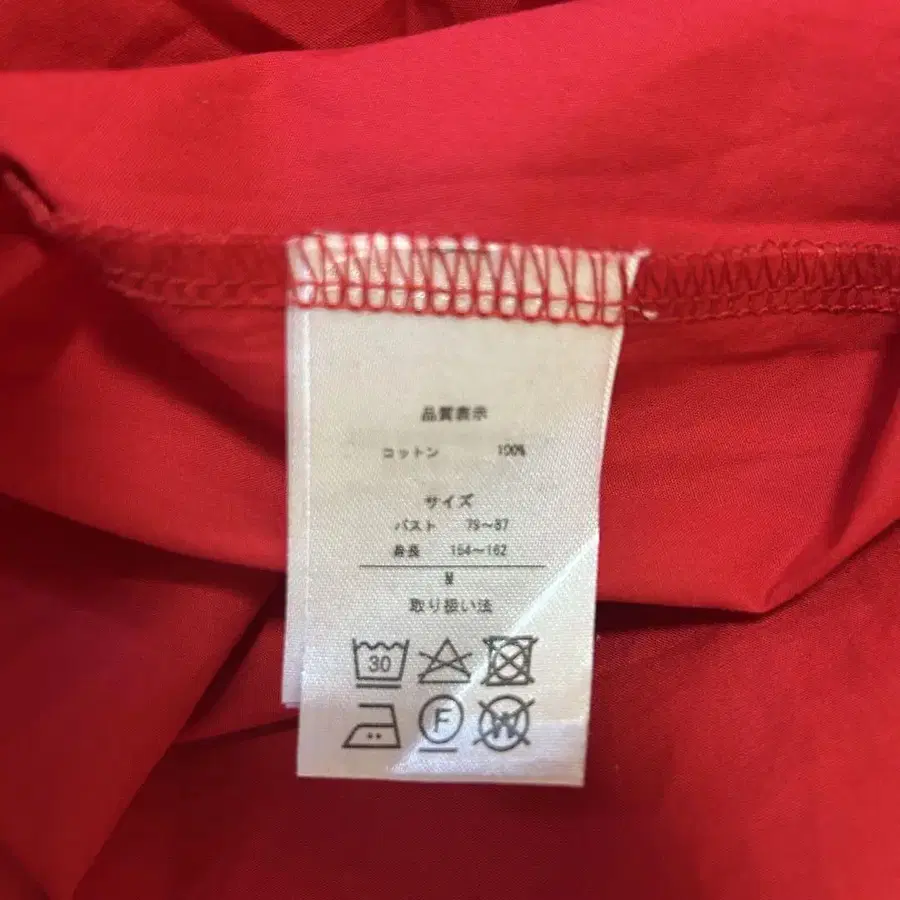 品質表示
コットン 100%
サイズ
バスト 79~87
身長 154~162
M
取り扱い法
30
F
W